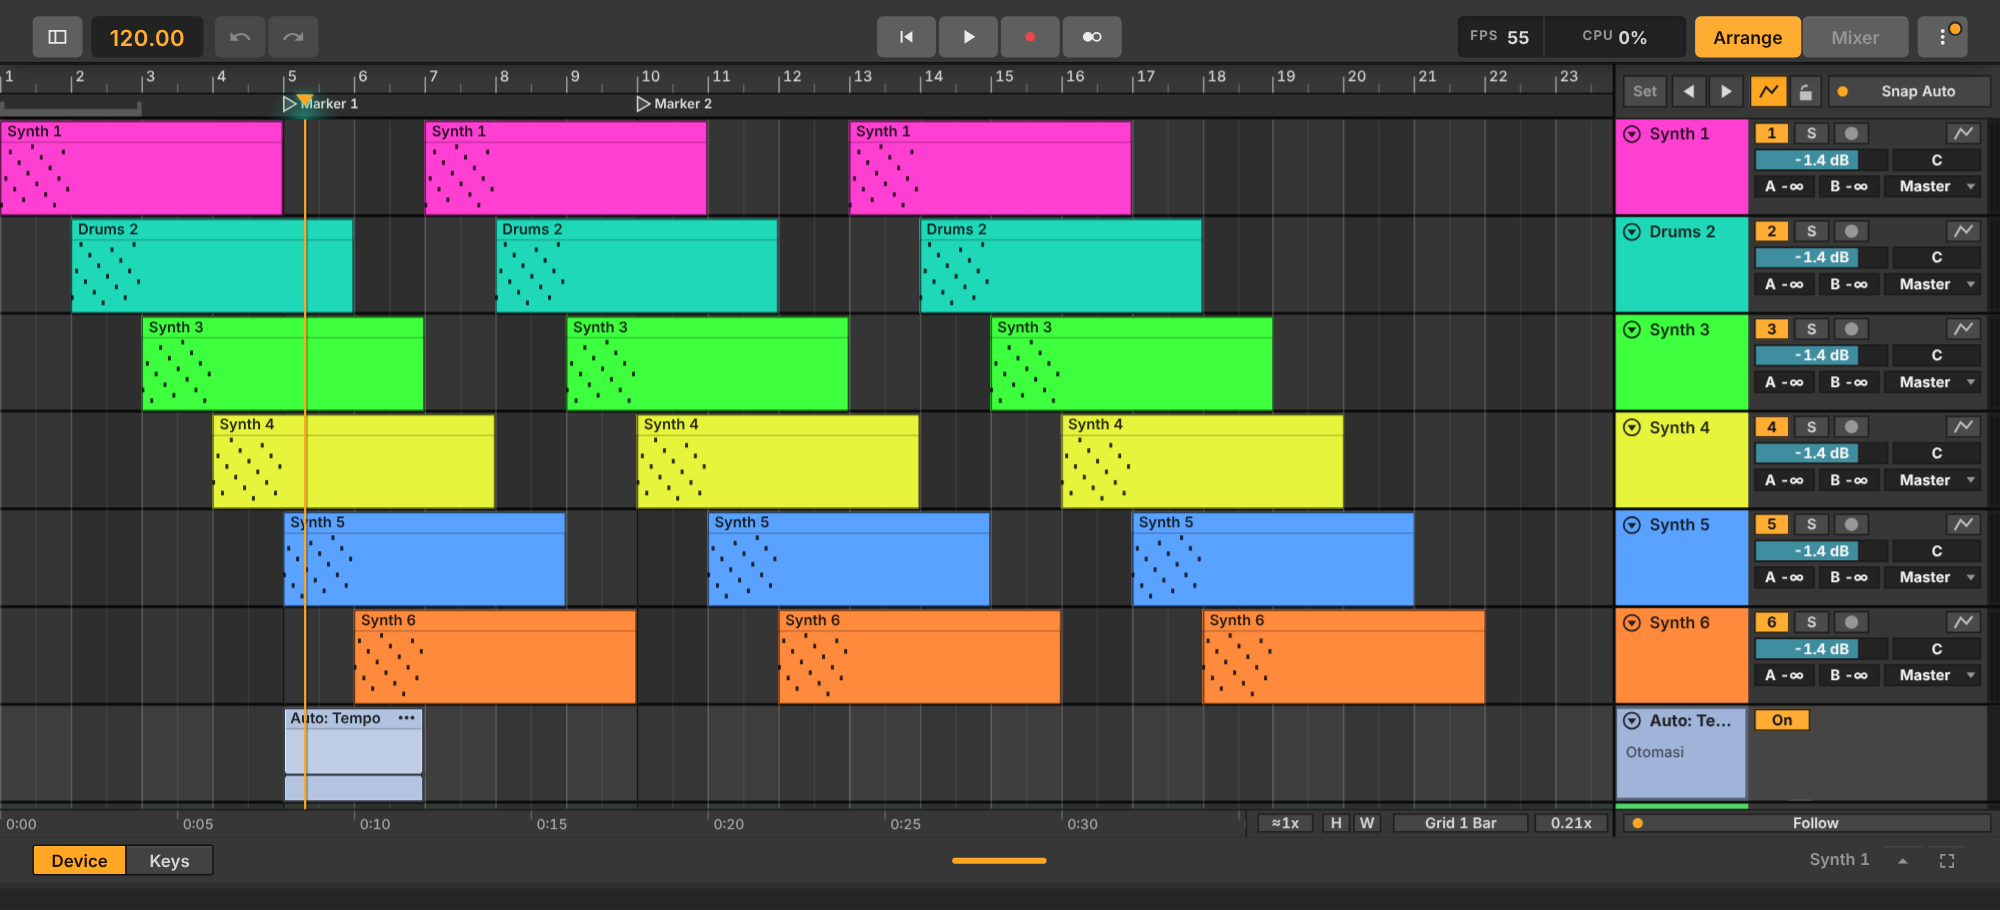 120.00
FPS 55 CPU 0% Arrange Mixer
1 2 3 4 5 6 7 8 9 10 11 12 13 14 15 16 17 18 19 20 21 22 23
Set Snap Auto
Marker 1 Marker 2
Synth 1 Synth 1 Synth 1 Synth 1 1 S
-1.4 dB C
A -∞ B -∞ Master
Drums 2 Drums 2 Drums 2 Drums 2 2 S
-1.4 dB C
A -∞ B -∞ Master
Synth 3 Synth 3 Synth 3 Synth 3 3 S
-1.4 dB C
A -∞ B -∞ Master
Synth 4 Synth 4 Synth 4 Synth 4 4 S
-1.4 dB C
A -∞ B -∞ Master
Synth 5 Synth 5 Synth 5 Synth 5 5 S
-1.4 dB C
A -∞ B -∞ Master
Synth 6 Synth 6 Synth 6 Synth 6 6 S
-1.4 dB C
A -∞ B -∞ Master
Auto: Tempo ••• Auto: Te... On
Otomasi
0:00 0:05 0:10 0:15 0:20 0:25 0:30 ≈1x H W Grid 1 Bar 0.21x Follow
Device Keys Synth 1